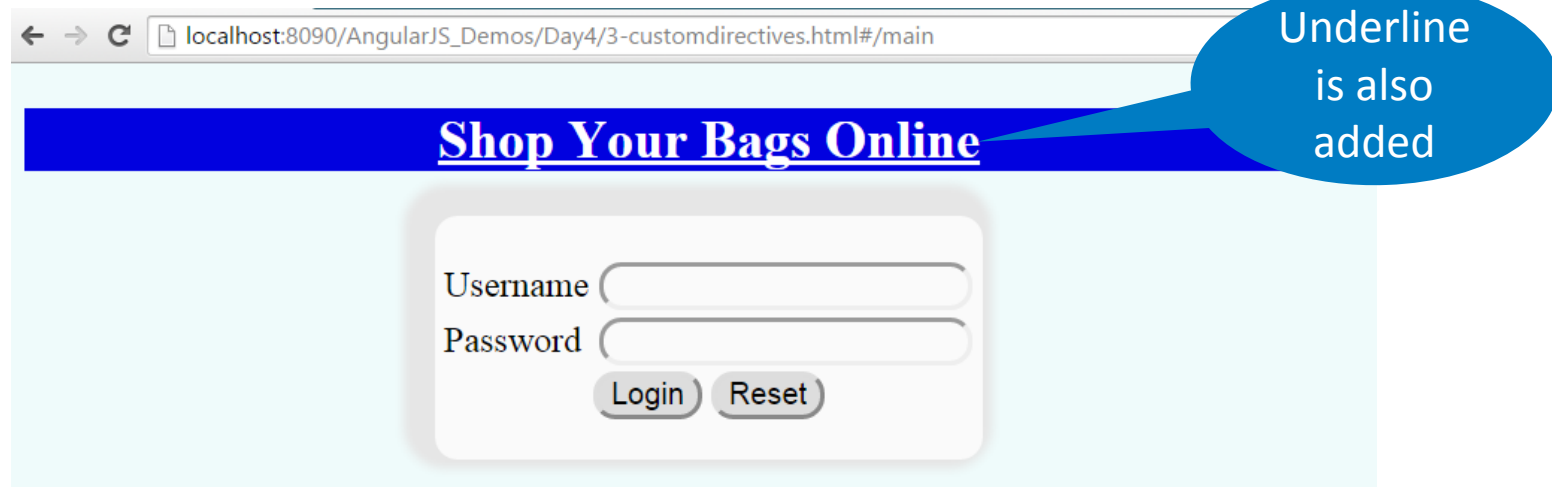 localhost:8090/AngularJS_Demos/Day4/3-customdirectives.html#/main
Underline
is also
added
Shop Your Bags Online
Username
Password
Login Reset